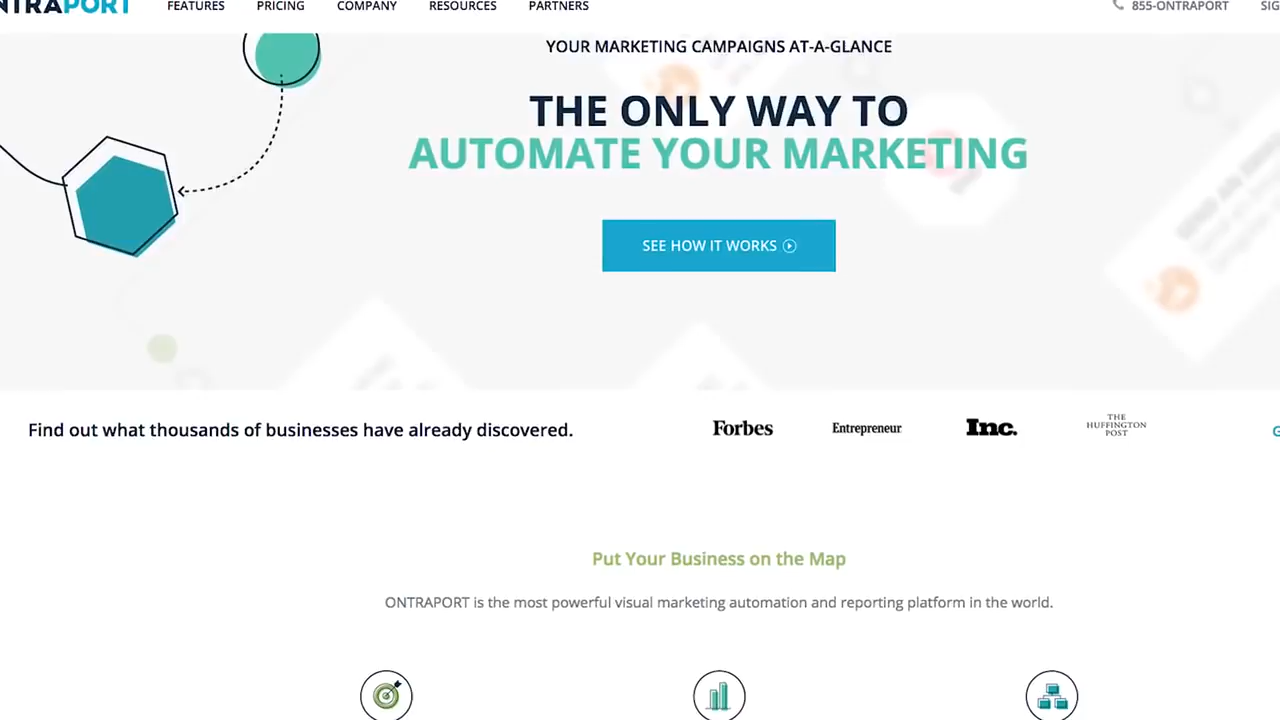 NTRAPORT
FEATURES PRICING COMPANY RESOURCES PARTNERS 855-ONTRAPORT SIG
YOUR MARKETING CAMPAIGNS AT-A-GLANCE
THE ONLY WAY TO
AUTOMATE YOUR MARKETING
SEE HOW IT WORKS
Find out what thousands of businesses have already discovered.
Forbes
Entrepreneur
Inc.
THE
HUFFINGTON
POST
G
Put Your Business on the Map
ONTRAPORT is the most powerful visual marketing automation and reporting platform in the world.